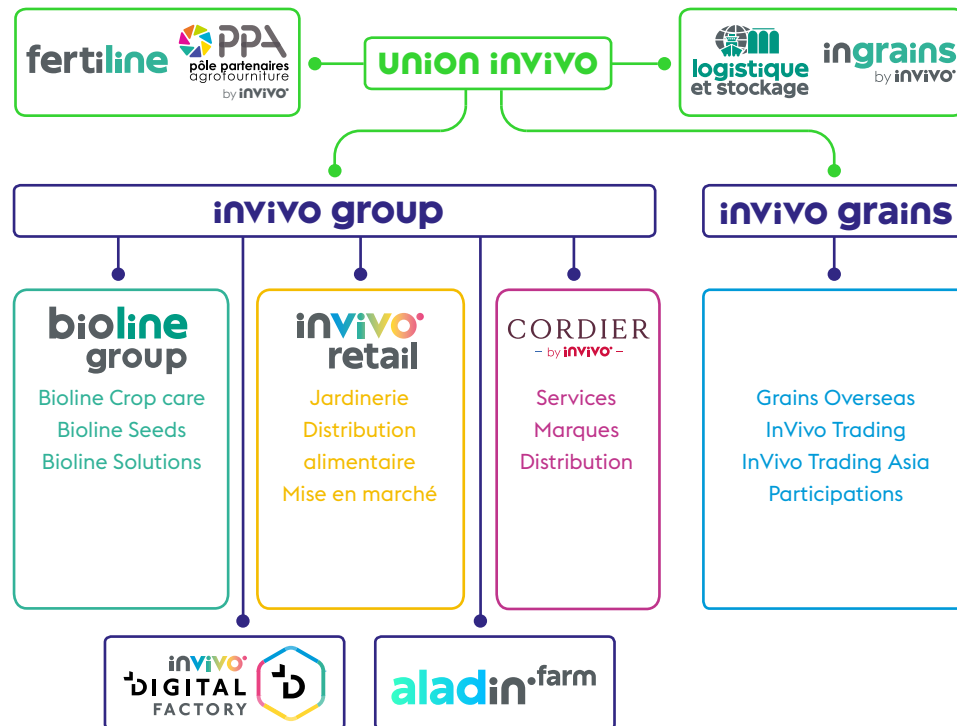 fertiline
PPA
pôle partenaires
agrofourniture
by invivo
union invivo
logistique
et stockage
ingrains
by invivo
invivo group
invivo grains
bioline
group
Bioline Crop care
Bioline Seeds
Bioline Solutions
invivo
retail
Jardinerie
Distribution
alimentaire
Mise en marché
CORDIER
– by invivo –
Services
Marques
Distribution
Grains Overseas
InVivo Trading
InVivo Trading Asia
Participations
invivo
DIGITAL
FACTORY
D
aladin.farm